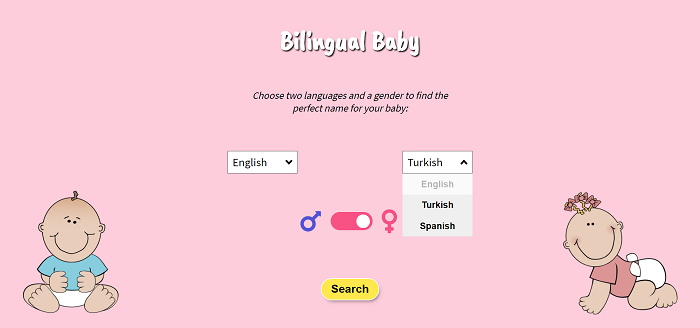 Bilingual Baby
Choose two languages and a gender to find the
perfect name for your baby:
English
Turkish
English
Turkish
Spanish
Search